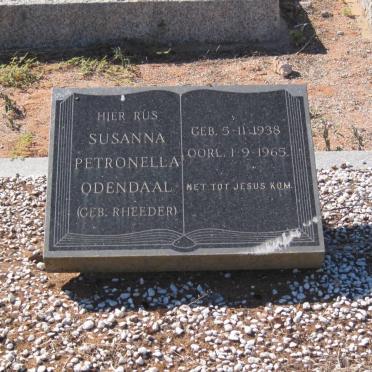 HIER RUS
SUSANNA
PETRONELLA
ODENDAAL
(GEB. RHEEDER)
GEB. 5-11-1938
OORL. 1-9-1965.
NET TOT JESUS KOM.